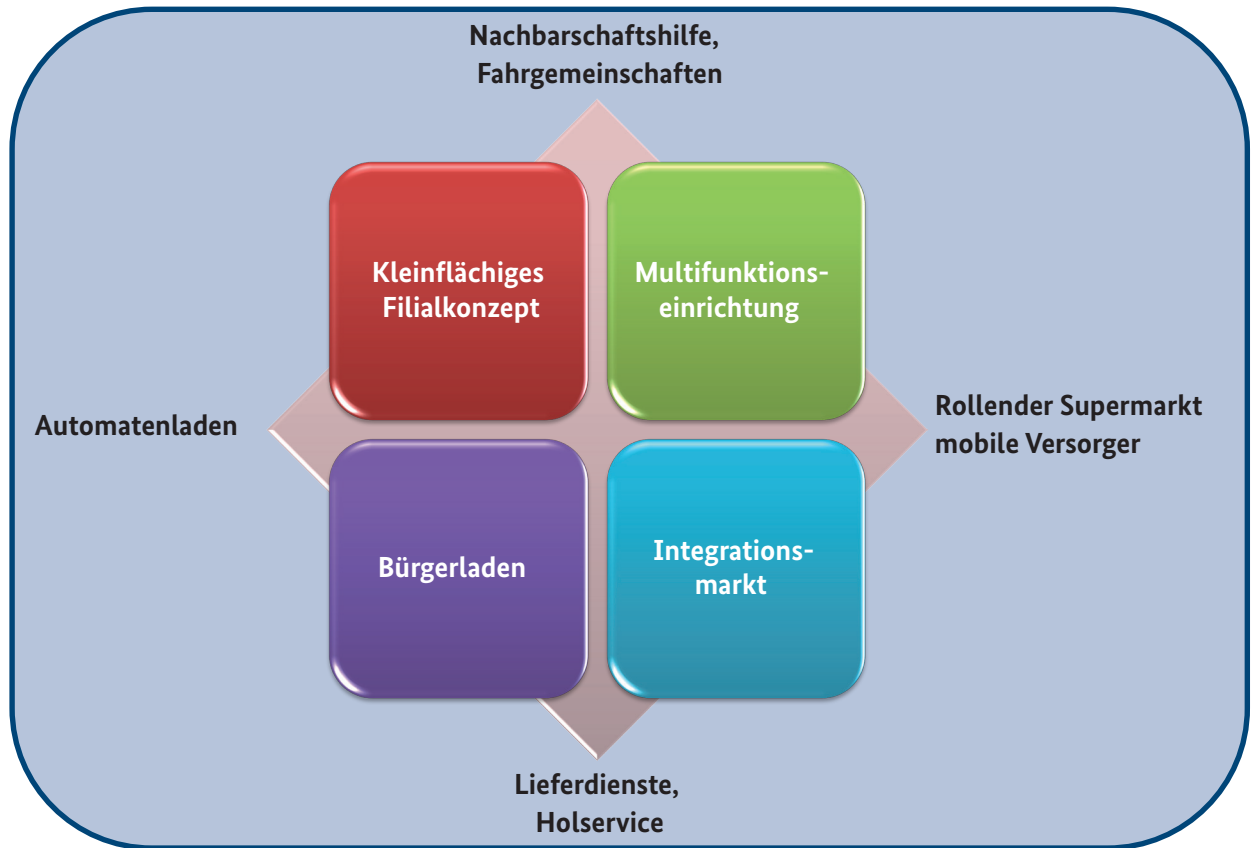 Nachbarschaftshilfe,
Fahrgemeinschaften
Kleinflächiges
Filialkonzept
Multifunktions-
einrichtung
Automatenladen
Rollender Supermarkt
mobile Versorger
Bürgerladen
Integrations-
markt
Lieferdienste,
Holservice